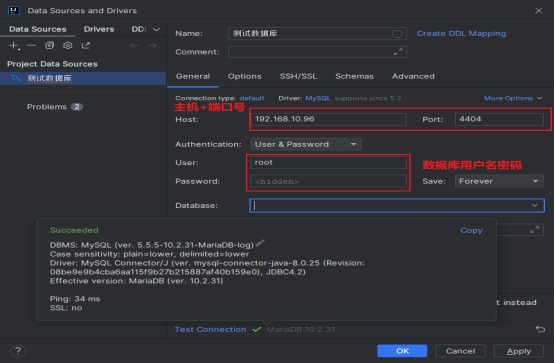 Data Sources and Drivers
Data Sources
Drivers
DDL
Project Data Sources
测试数据库
Problems 2
Name: 测试数据库
Create DDL Mapping
Comment:
General Options SSH/SSL Schemas Advanced
Connection type: default Driver: MySQL supports since 5.2 More Options
主机+端口号
Host: 192.168.10.96 Port: 4404
Authentication: User & Password
User: root
数据库用户名密码
Password: <hidden> Save: Forever
Database:
Succeeded Copy
DBMS: MySQL (ver. 5.5.5-10.2.31-MariaDB-log)
Case sensitivity: plain=lower, delimited=lower
Driver: MySQL Connector/J (ver. mysql-connector-java-8.0.25 (Revision:
08be9e9b4cba6aa115f9b27b215887af40b159e0), JDBC4.2)
Effective version: MariaDB (ver. 10.2.31)
Ping: 34 ms
SSL: no
instead
Test Connection MariaDB 10.2.31
? OK Cancel Apply